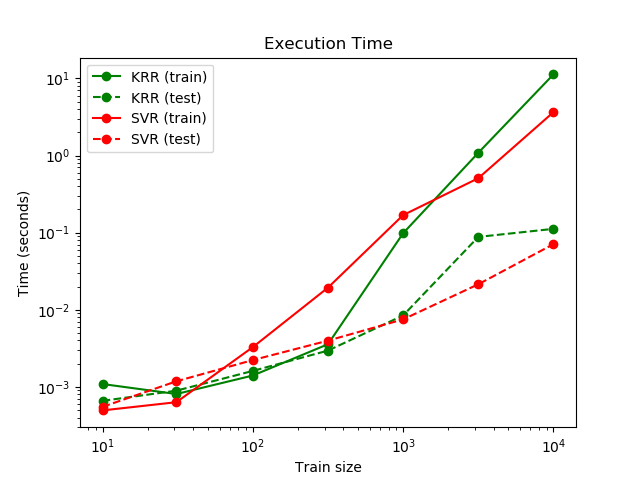 Execution Time
KRR (train)
KRR (test)
SVR (train)
SVR (test)
10¹
10⁰
10⁻¹
10⁻²
10⁻³
Time (seconds)
10¹ 10² 10³ 10⁴
Train size